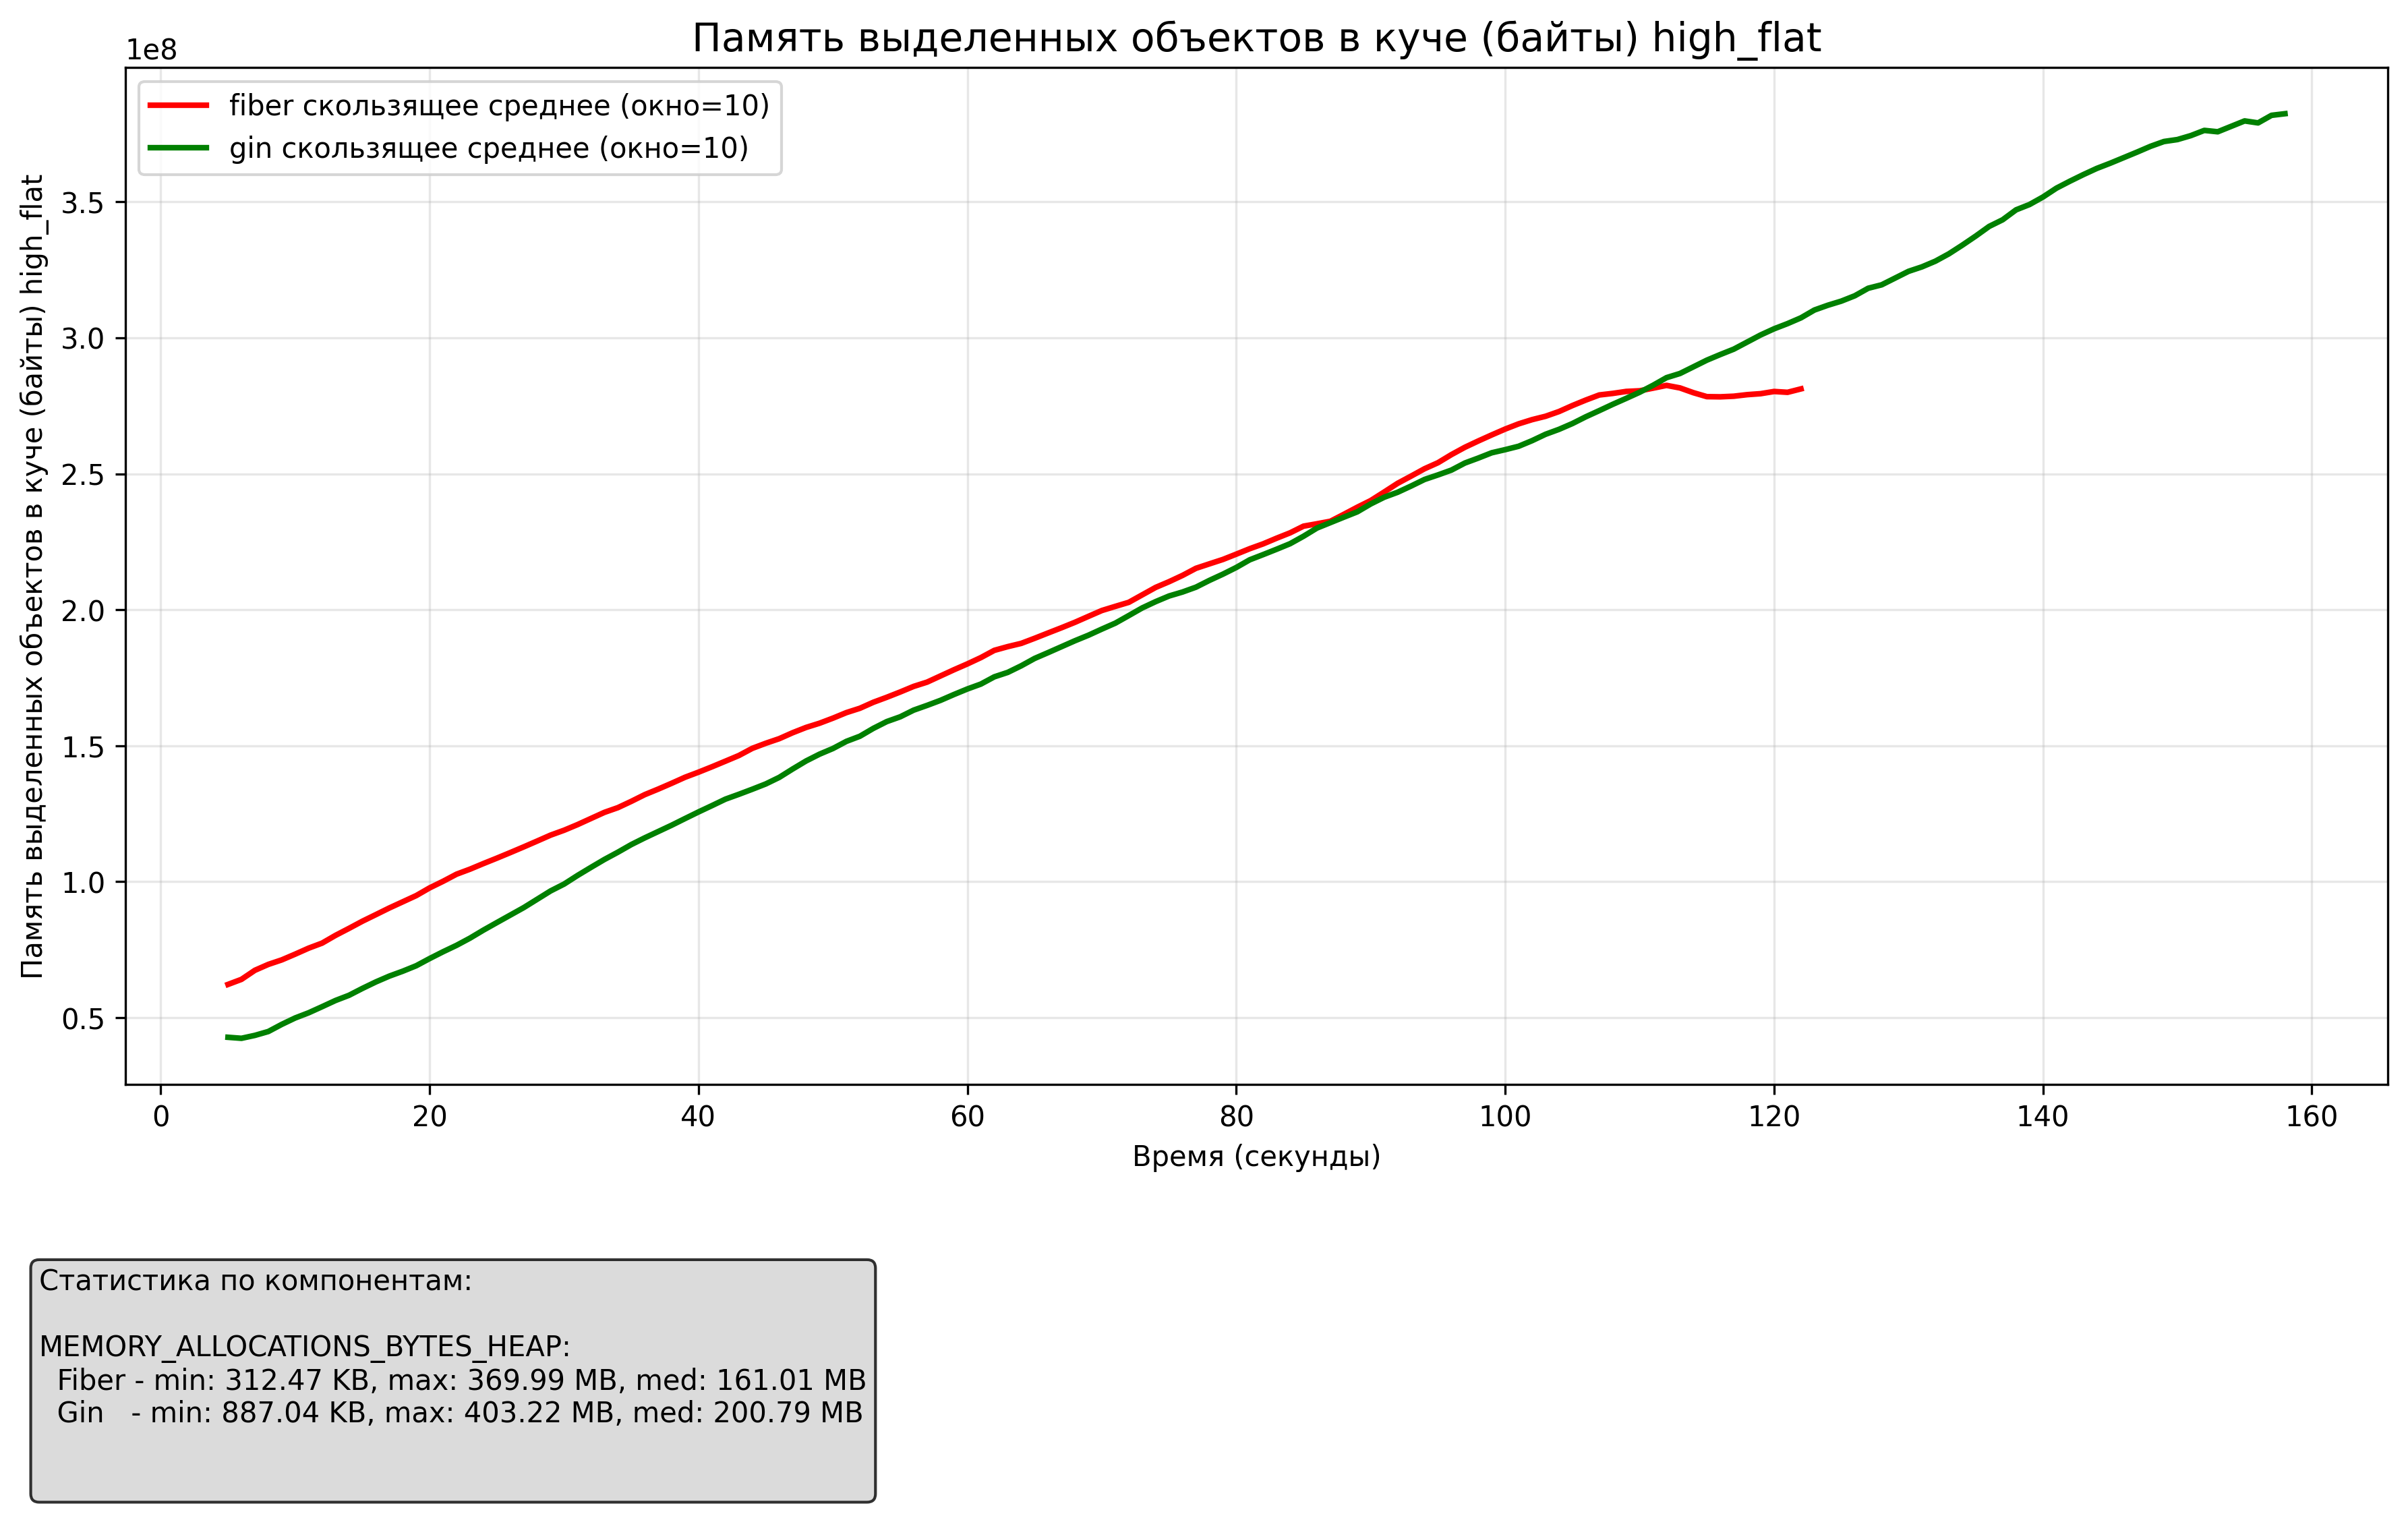 Память выделенных объектов в куче (байты) high_flat
1e8
fiber скользящее среднее (окно=10)
gin скользящее среднее (окно=10)
Память выделенных объектов в куче (байты) high_flat
3.5
3.0
2.5
2.0
1.5
1.0
0.5
0 20 40 60 80 100 120 140 160
Время (секунды)
Статистика по компонентам:
MEMORY_ALLOCATIONS_BYTES_HEAP:
Fiber - min: 312.47 KB, max: 369.99 MB, med: 161.01 MB
Gin - min: 887.04 KB, max: 403.22 MB, med: 200.79 MB